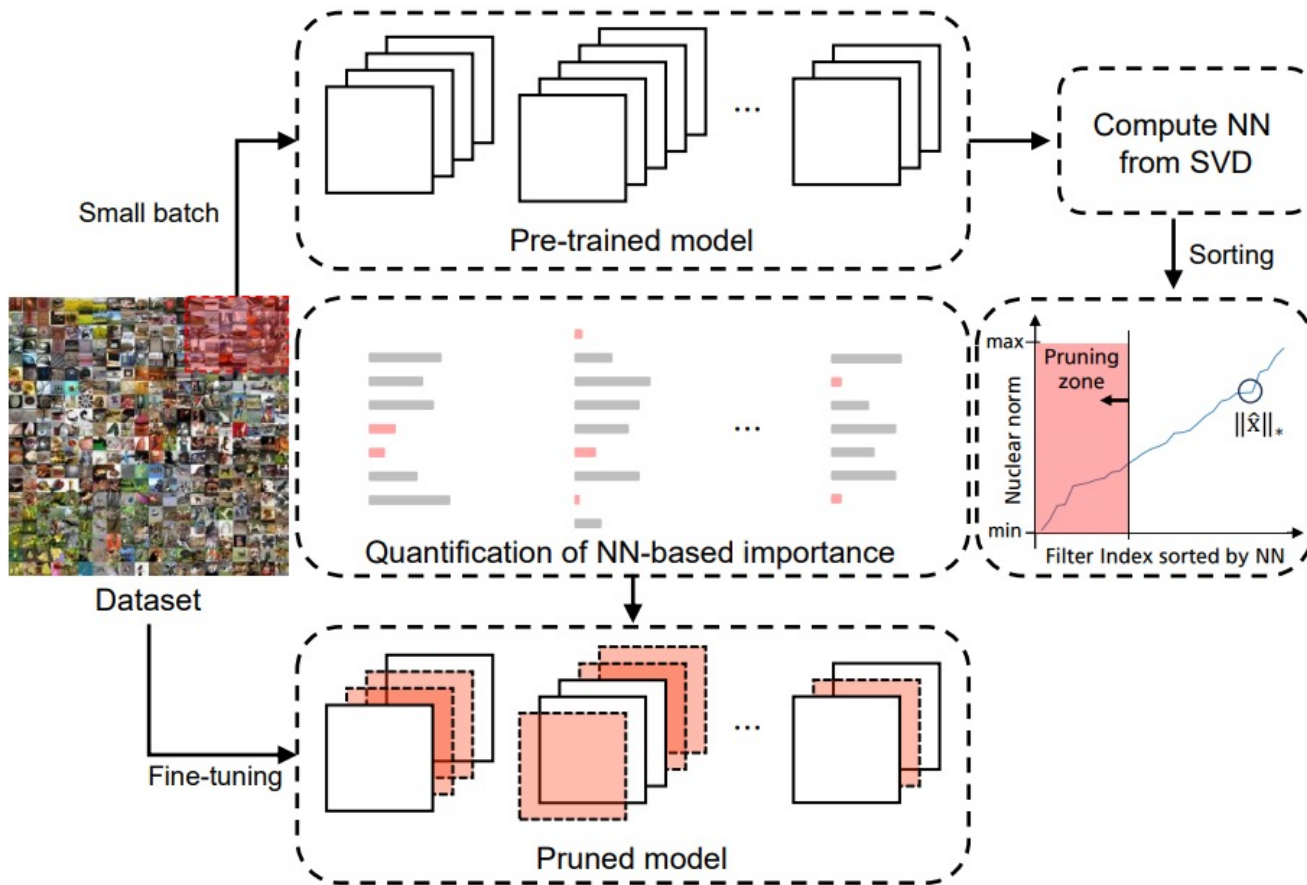 Pre-trained model
...
Compute NN
from SVD
Small batch
Sorting
Dataset
...
Quantification of NN-based importance
max
Pruning
zone
Nuclear norm
‖x̂‖*
min
Filter Index sorted by NN
Fine-tuning
...
Pruned model